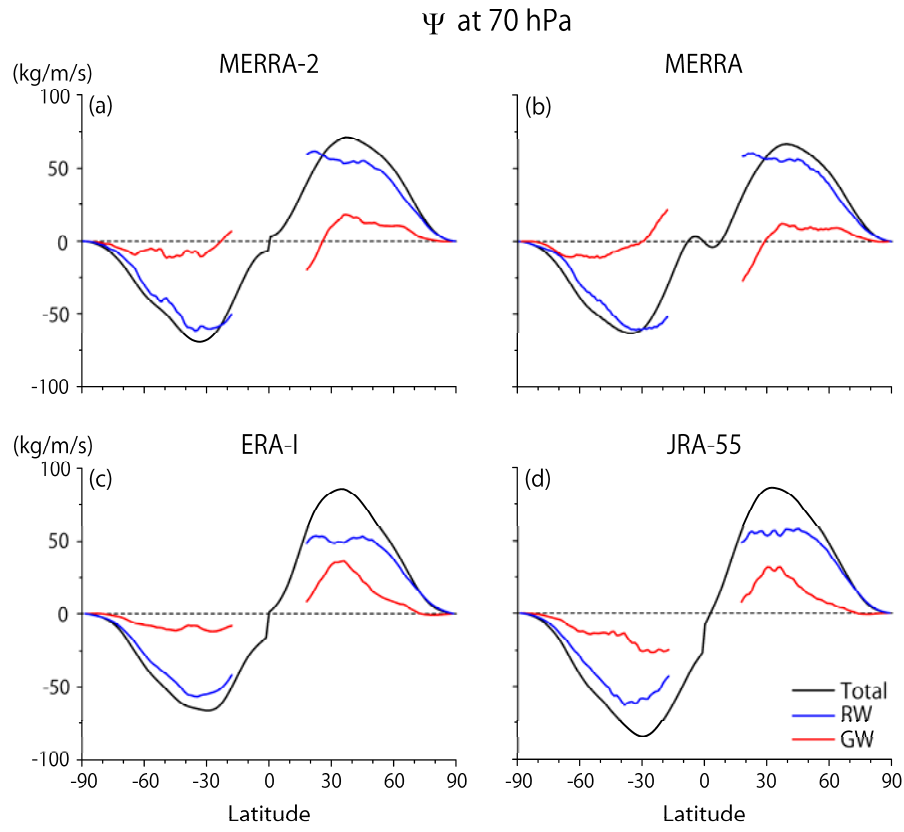 Ψ at 70 hPa
MERRA-2 MERRA
(kg/m/s)
100
50
0
-50
-100
(a) (b)
ERA-I JRA-55
(kg/m/s)
100
50
0
-50
-100
(c) (d)
Total
RW
GW
-90 -60 -30 0 30 60 90 -90 -60 -30 0 30 60 90
Latitude Latitude